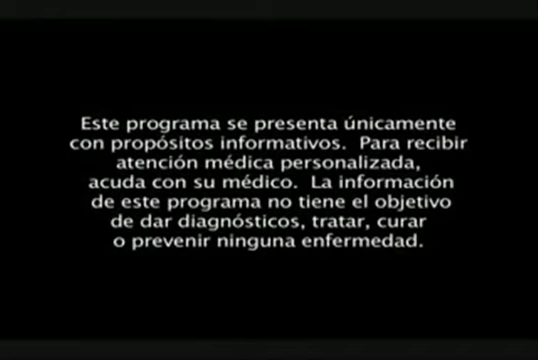 Este programa se presenta únicamente
con propósitos informativos.  Para recibir
atención médica personalizada,
acuda con su médico.  La información
de este programa no tiene el objetivo
de dar diagnósticos, tratar, curar
o prevenir ninguna enfermedad.